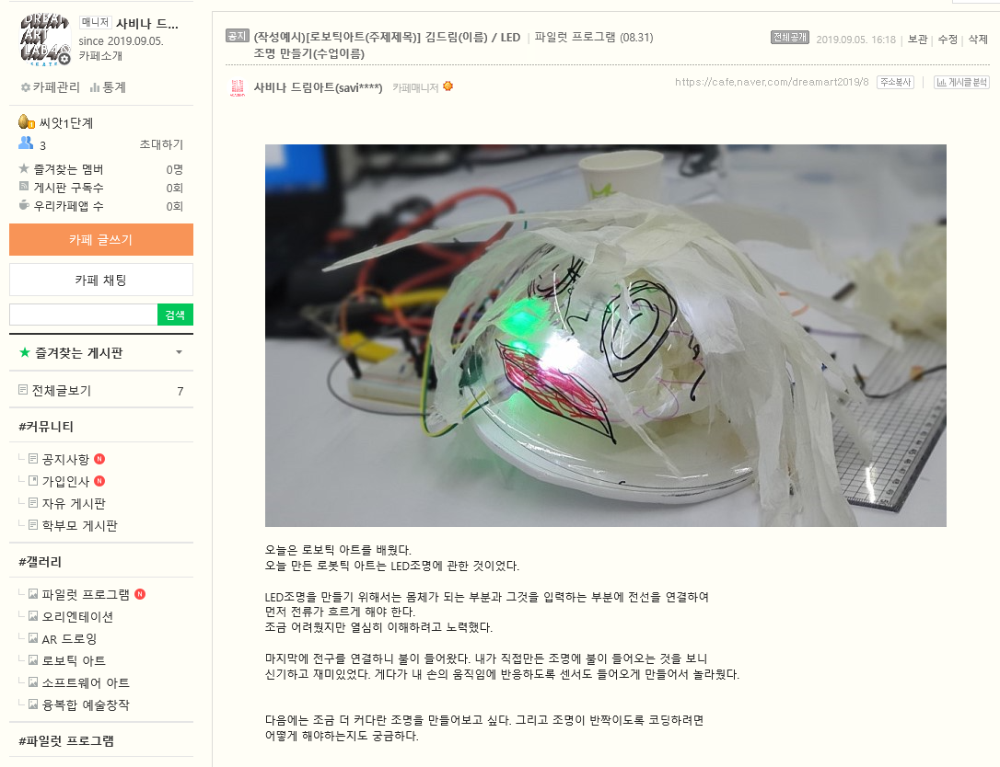 DREAM
ART
LAB
매니저 사비나 드...
since 2019.09.05.
카페소개
카페관리 통계
씨앗1단계
3 초대하기
즐겨찾는 멤버 0명
게시판 구독수 0회
우리카페앱 수 0회
카페 글쓰기
카페 채팅
검색
즐겨찾는 게시판
전체글보기 7
#커뮤니티
공지사항 N
가입인사 N
자유 게시판
학부모 게시판
#갤러리
파일럿 프로그램 N
오리엔테이션
AR 드로잉
로보틱 아트
소프트웨어 아트
융복합 예술창작
#파일럿 프로그램
공지 (작성예시)[로보틱아트(주제제목)] 김드림(이름) / LED | 파일럿 프로그램 (08.31)
조명 만들기(수업이름)
전체공개 2019.09.05. 16:18 | 보관 | 수정 | 삭제
사비나 드림아트(savi****) 카페매니저
https://cafe.naver.com/dreamart2019/8 주소복사 | 게시글 분석
오늘은 로보틱 아트를 배웠다.
오늘 만든 로봇틱 아트는 LED조명에 관한 것이었다.
LED조명을 만들기 위해서는 몸체가 되는 부분과 그것을 입력하는 부분에 전선을 연결하여
먼저 전류가 흐르게 해야 한다.
조금 어려웠지만 열심히 이해하려고 노력했다.
마지막에 전구를 연결하니 불이 들어왔다. 내가 직접만든 조명에 불이 들어오는 것을 보니
신기하고 재미있었다. 게다가 내 손의 움직임에 반응하도록 센서도 들어오게 만들어서 놀라웠다.
다음에는 조금 더 커다란 조명을 만들어보고 싶다. 그리고 조명이 반짝이도록 코딩하려면
어떻게 해야하는지도 궁금하다.